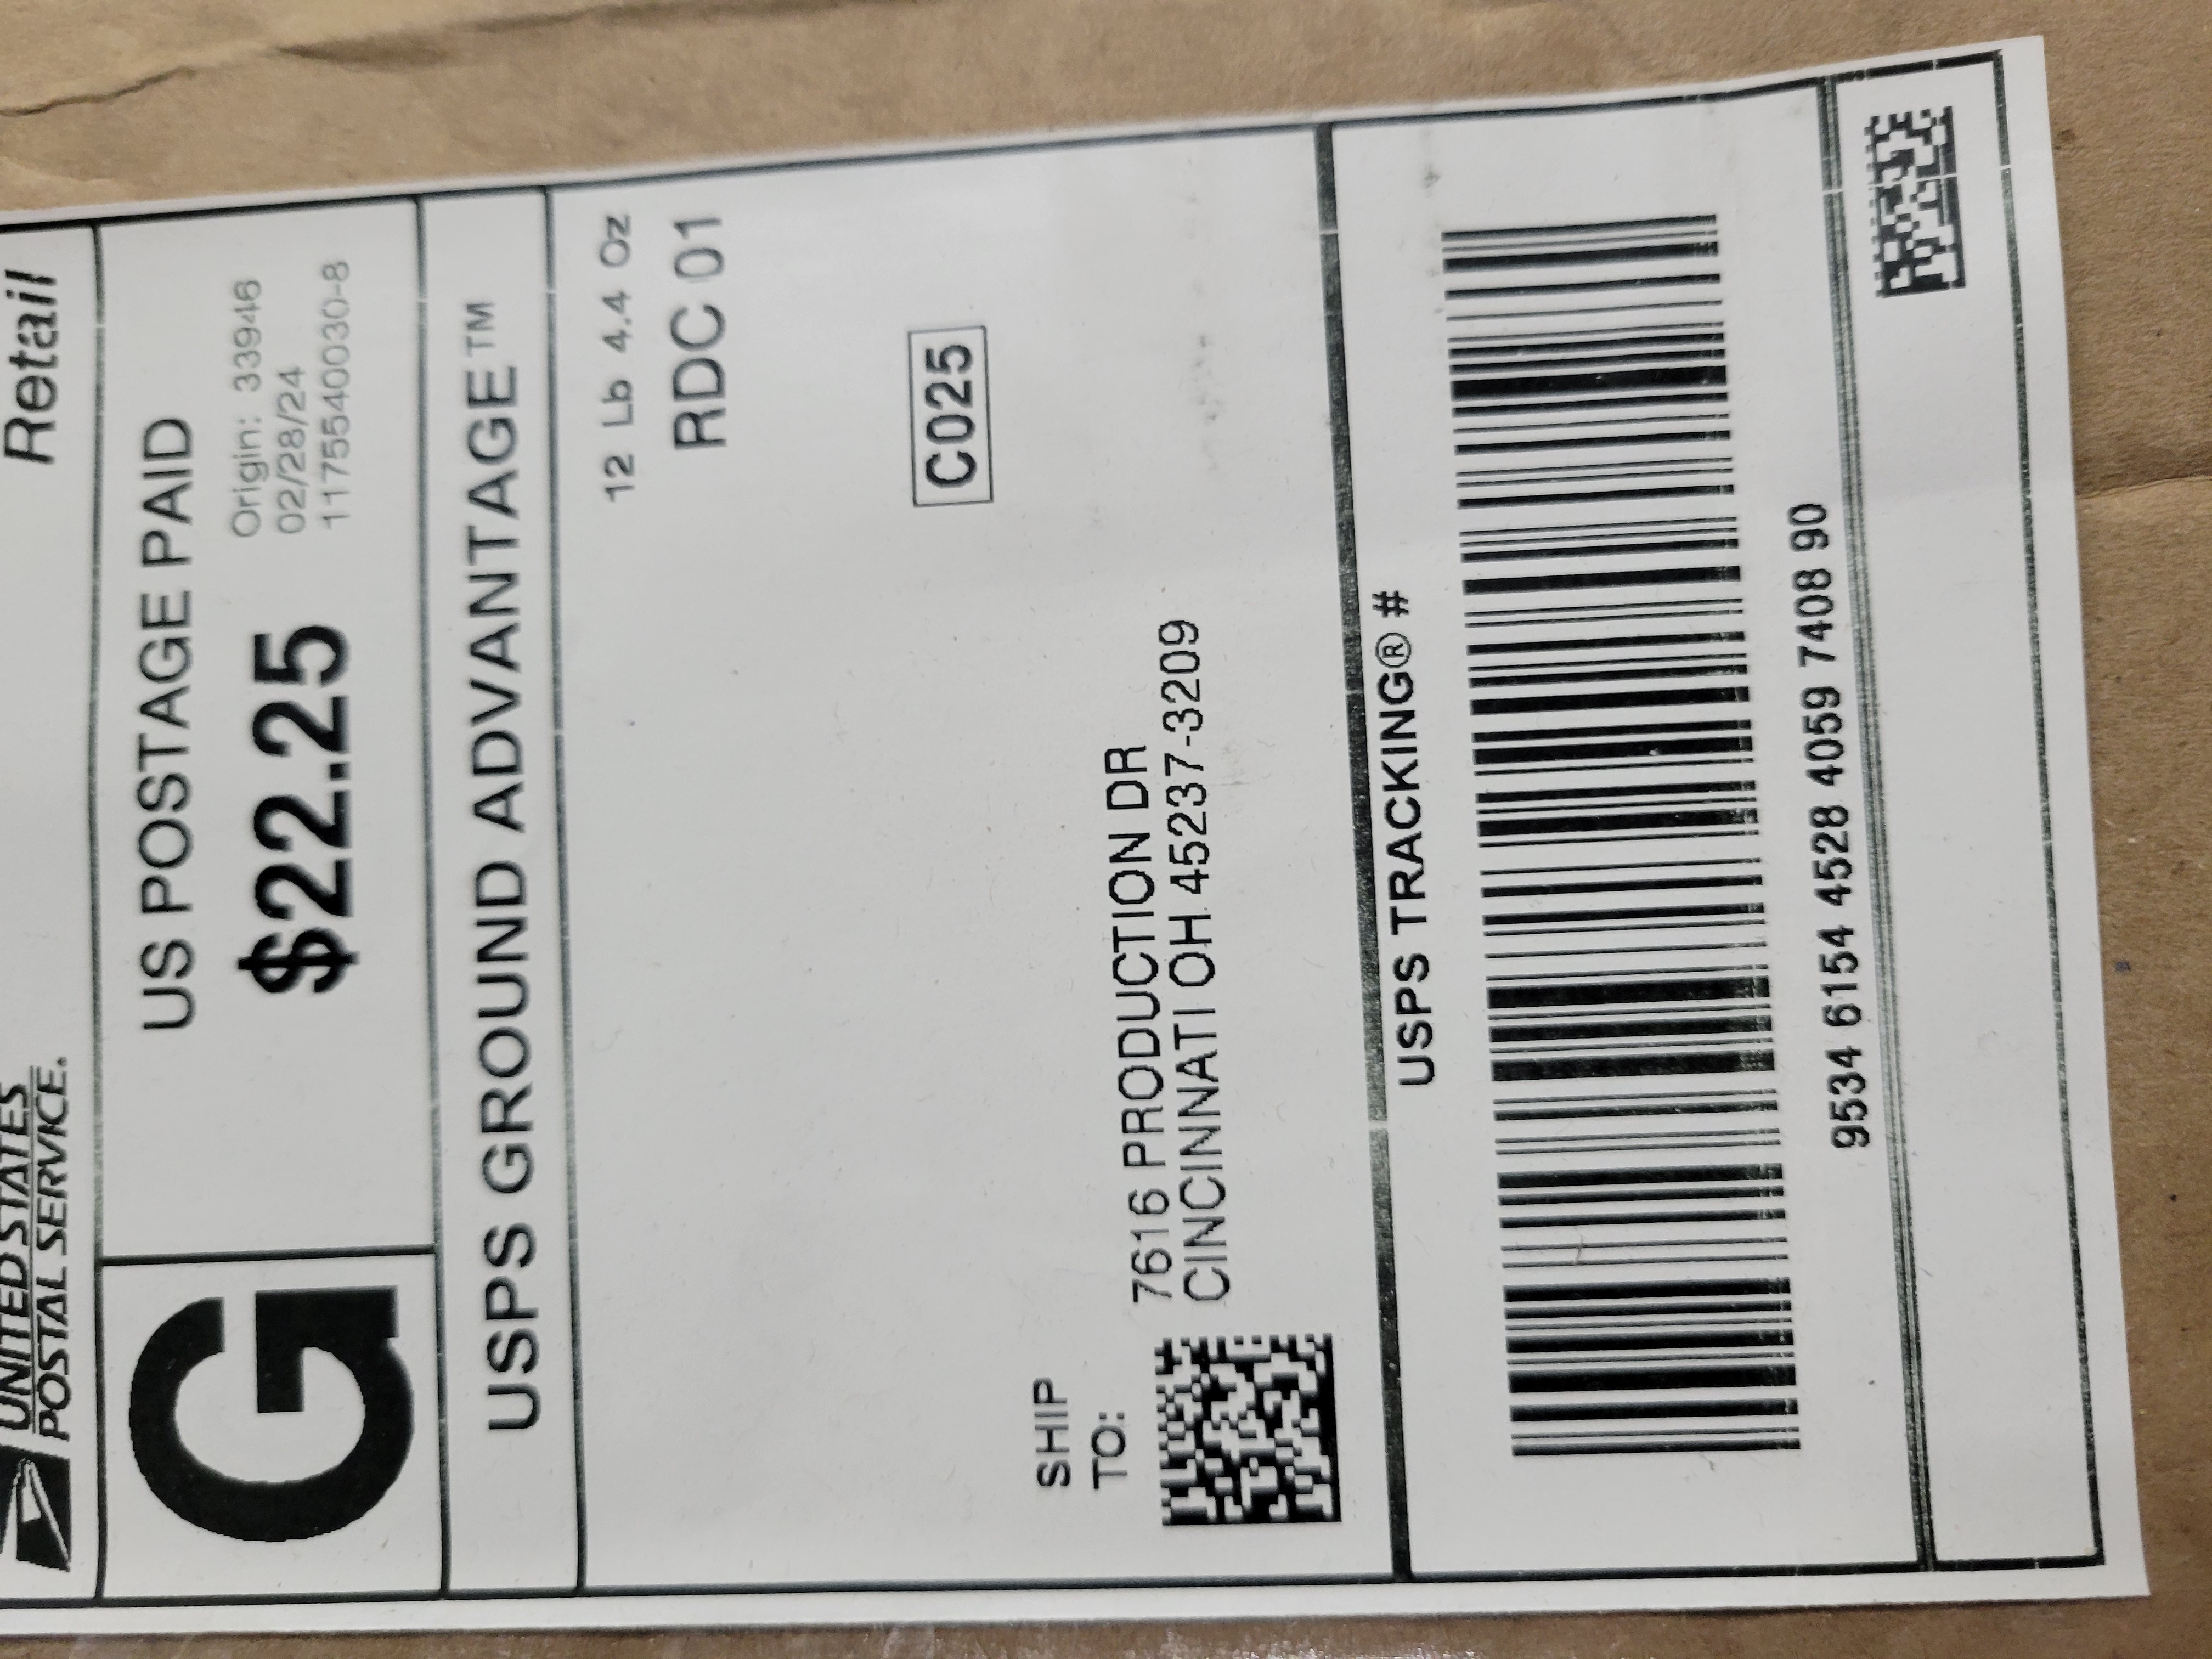 UNITED STATES
POSTAL SERVICE.
Retail
G
US POSTAGE PAID
$22.25
Origin: 33946
02/28/24
1175540030-8
USPS GROUND ADVANTAGE™
12 Lb 4.4 Oz
RDC 01
C025
SHIP
TO:
7616 PRODUCTION DR
CINCINNATI OH 45237-3209
USPS TRACKING® #
9534 6154 4528 4059 7408 90